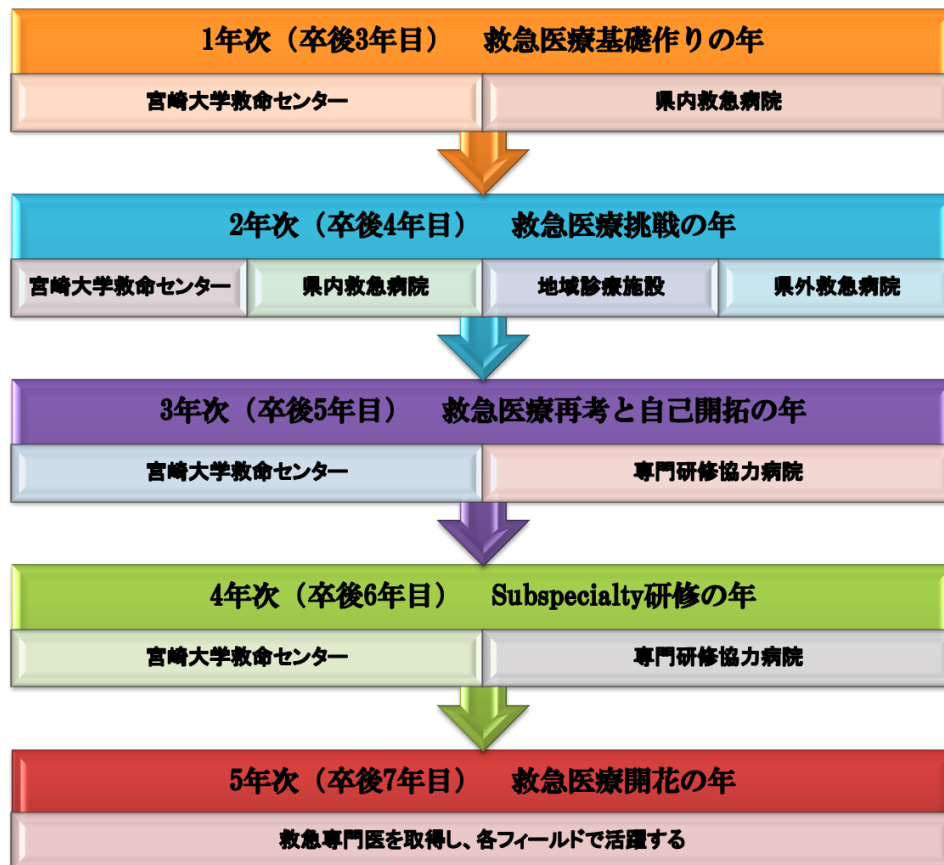 1年次（卒後3年目）　救急医療基礎作りの年
宮崎大学救命センター　県内救急病院
2年次（卒後4年目）　救急医療挑戦の年
宮崎大学救命センター　県内救急病院　地域診療施設　県外救急病院
3年次（卒後5年目）　救急医療再考と自己開拓の年
宮崎大学救命センター　専門研修協力病院
4年次（卒後6年目）　Subspecialty研修の年
宮崎大学救命センター　専門研修協力病院
5年次（卒後7年目）　救急医療開花の年
救急専門医を取得し、各フィールドで活躍する